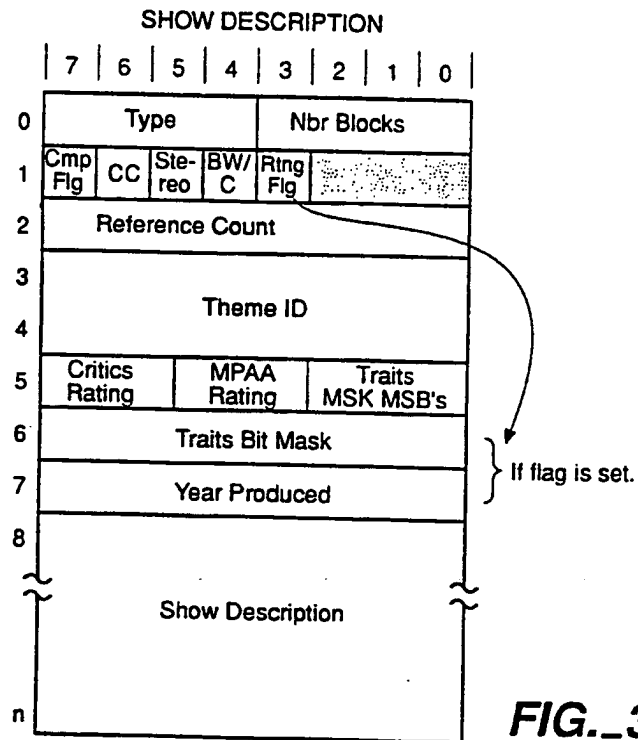 SHOW DESCRIPTION
7 6 5 4 3 2 1 0
0 Type Nbr Blocks
1 Cmp Flg CC Ste-reo BW/C Rtng Flg
2 Reference Count
3
Theme ID
4
5 Critics Rating MPAA Rating Traits MSK MSB's
6 Traits Bit Mask
If flag is set.
7 Year Produced
8
Show Description
n
FIG._3